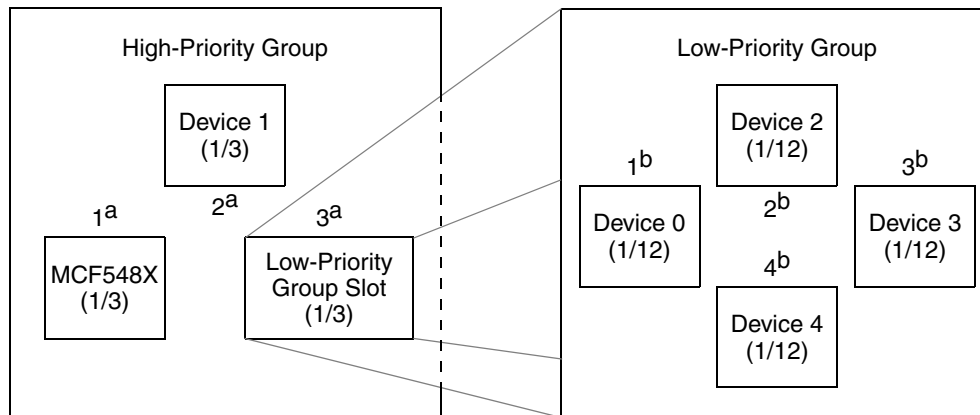 High-Priority Group
Device 1
(1/3)
1a
2a
3a
MCF548X
(1/3)
Low-Priority
Group Slot
(1/3)
Low-Priority Group
Device 2
(1/12)
1b
2b
3b
Device 0
(1/12)
Device 3
(1/12)
4b
Device 4
(1/12)